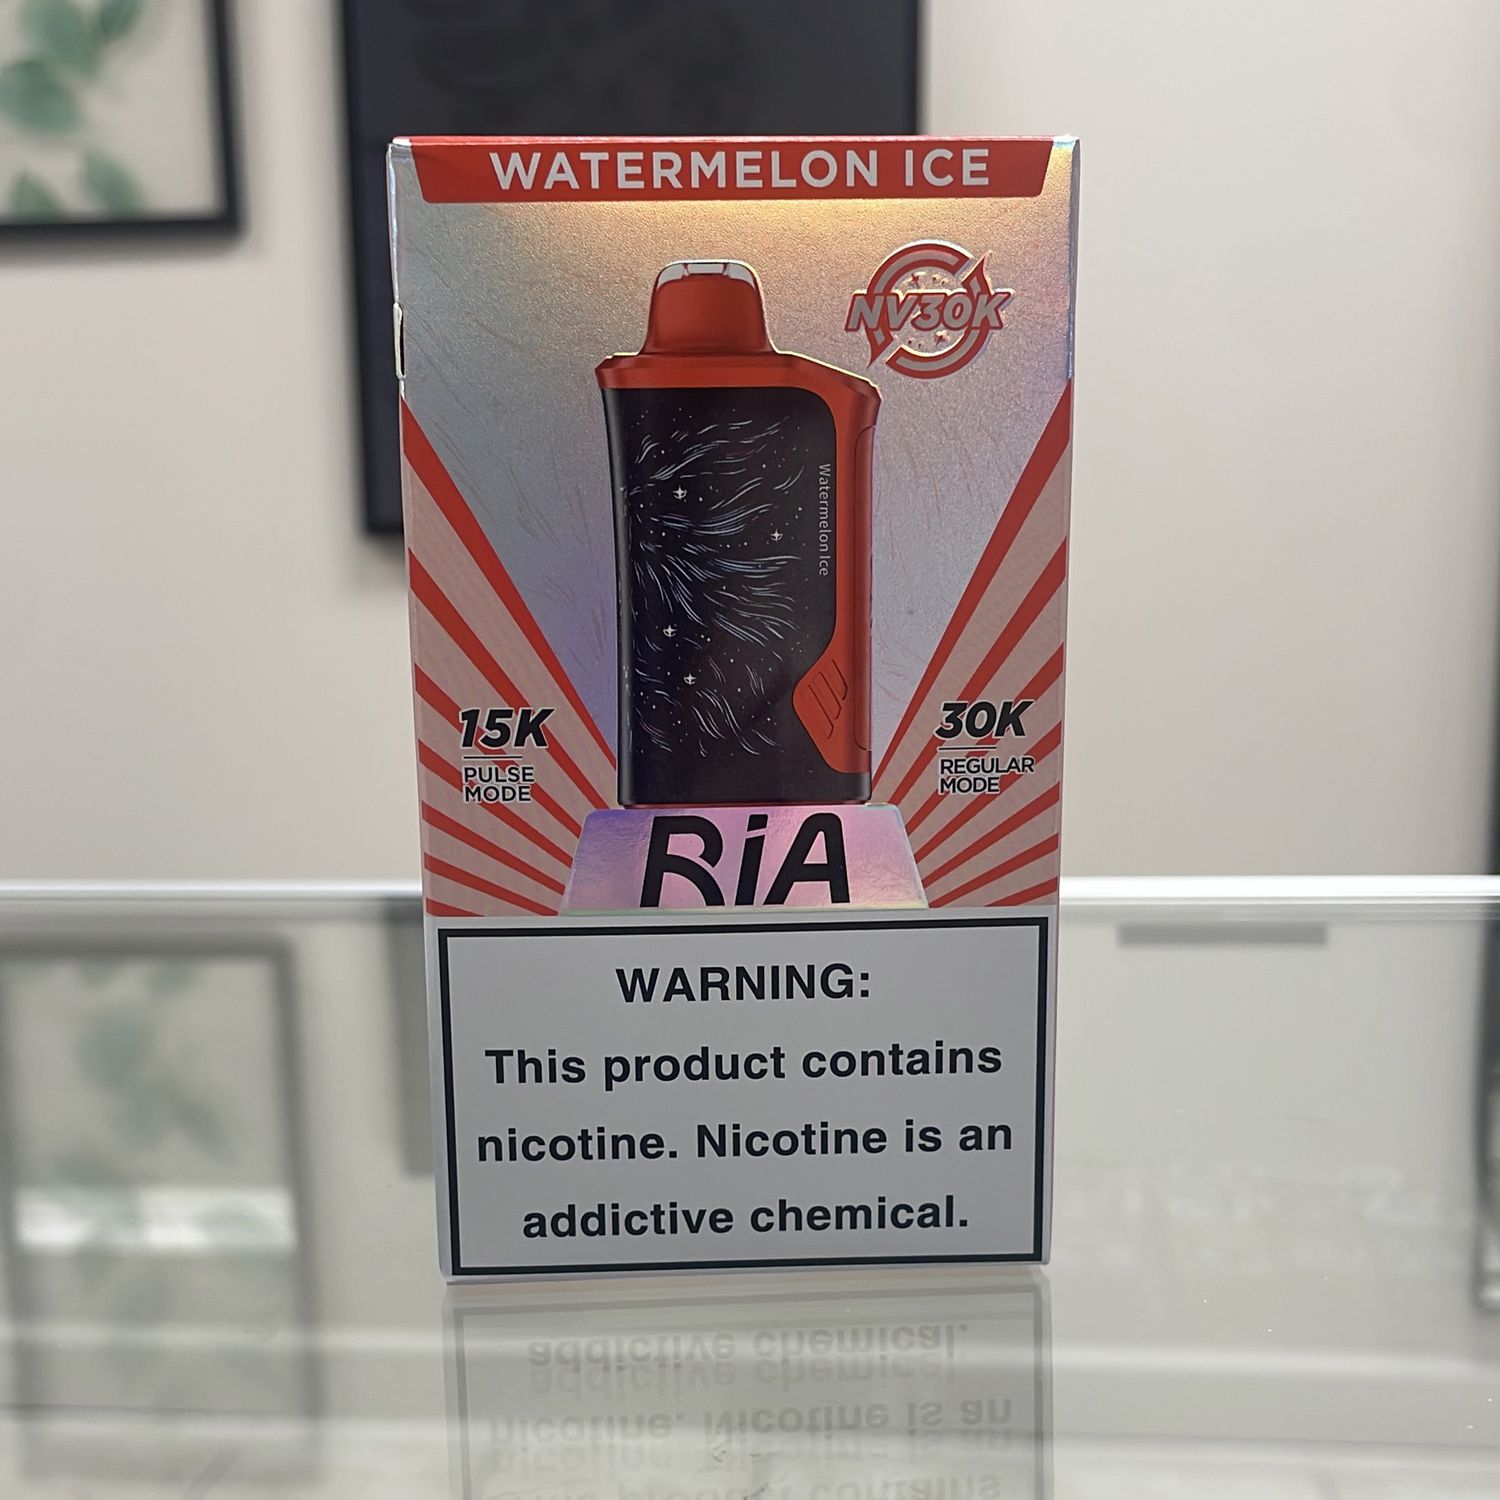 WATERMELON ICE
NV30K
Watermelon Ice
15K
PULSE
MODE
30K
REGULAR
MODE
RiA
WARNING:
This product contains
nicotine. Nicotine is an
addictive chemical.